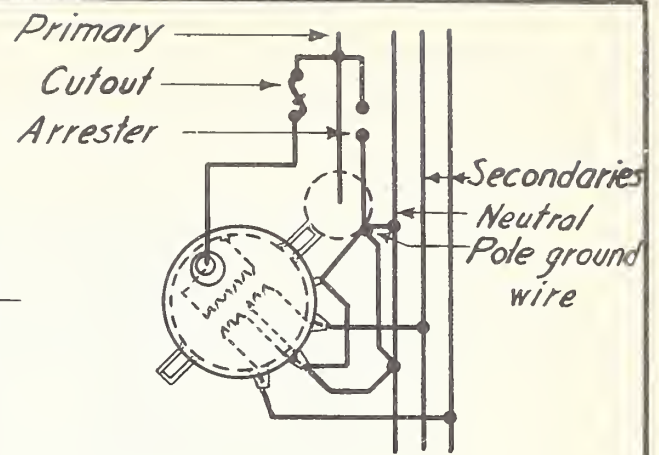 Primary
Cutout
Arrester
Secondaries
Neutral
Pole ground
wire